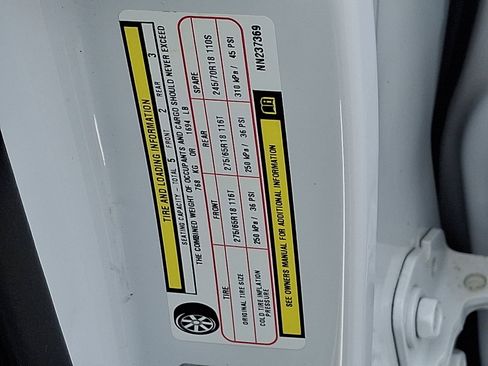 TIRE AND LOADING INFORMATION
SEATING CAPACITY - TOTAL 5 FRONT 2 REAR 3
THE COMBINED WEIGHT OF OCCUPANTS AND CARGO SHOULD NEVER EXCEED
768 KG OR 1694 LB
TIRE FRONT REAR SPARE
ORIGINAL TIRE SIZE 275/65R18 116T 275/65R18 116T 245/70R18 110S
COLD TIRE INFLATION PRESSURE 250 kPa / 36 PSI 250 kPa / 36 PSI 310 kPa / 45 PSI
SEE OWNERS MANUAL FOR ADDITIONAL INFORMATION
NN237369